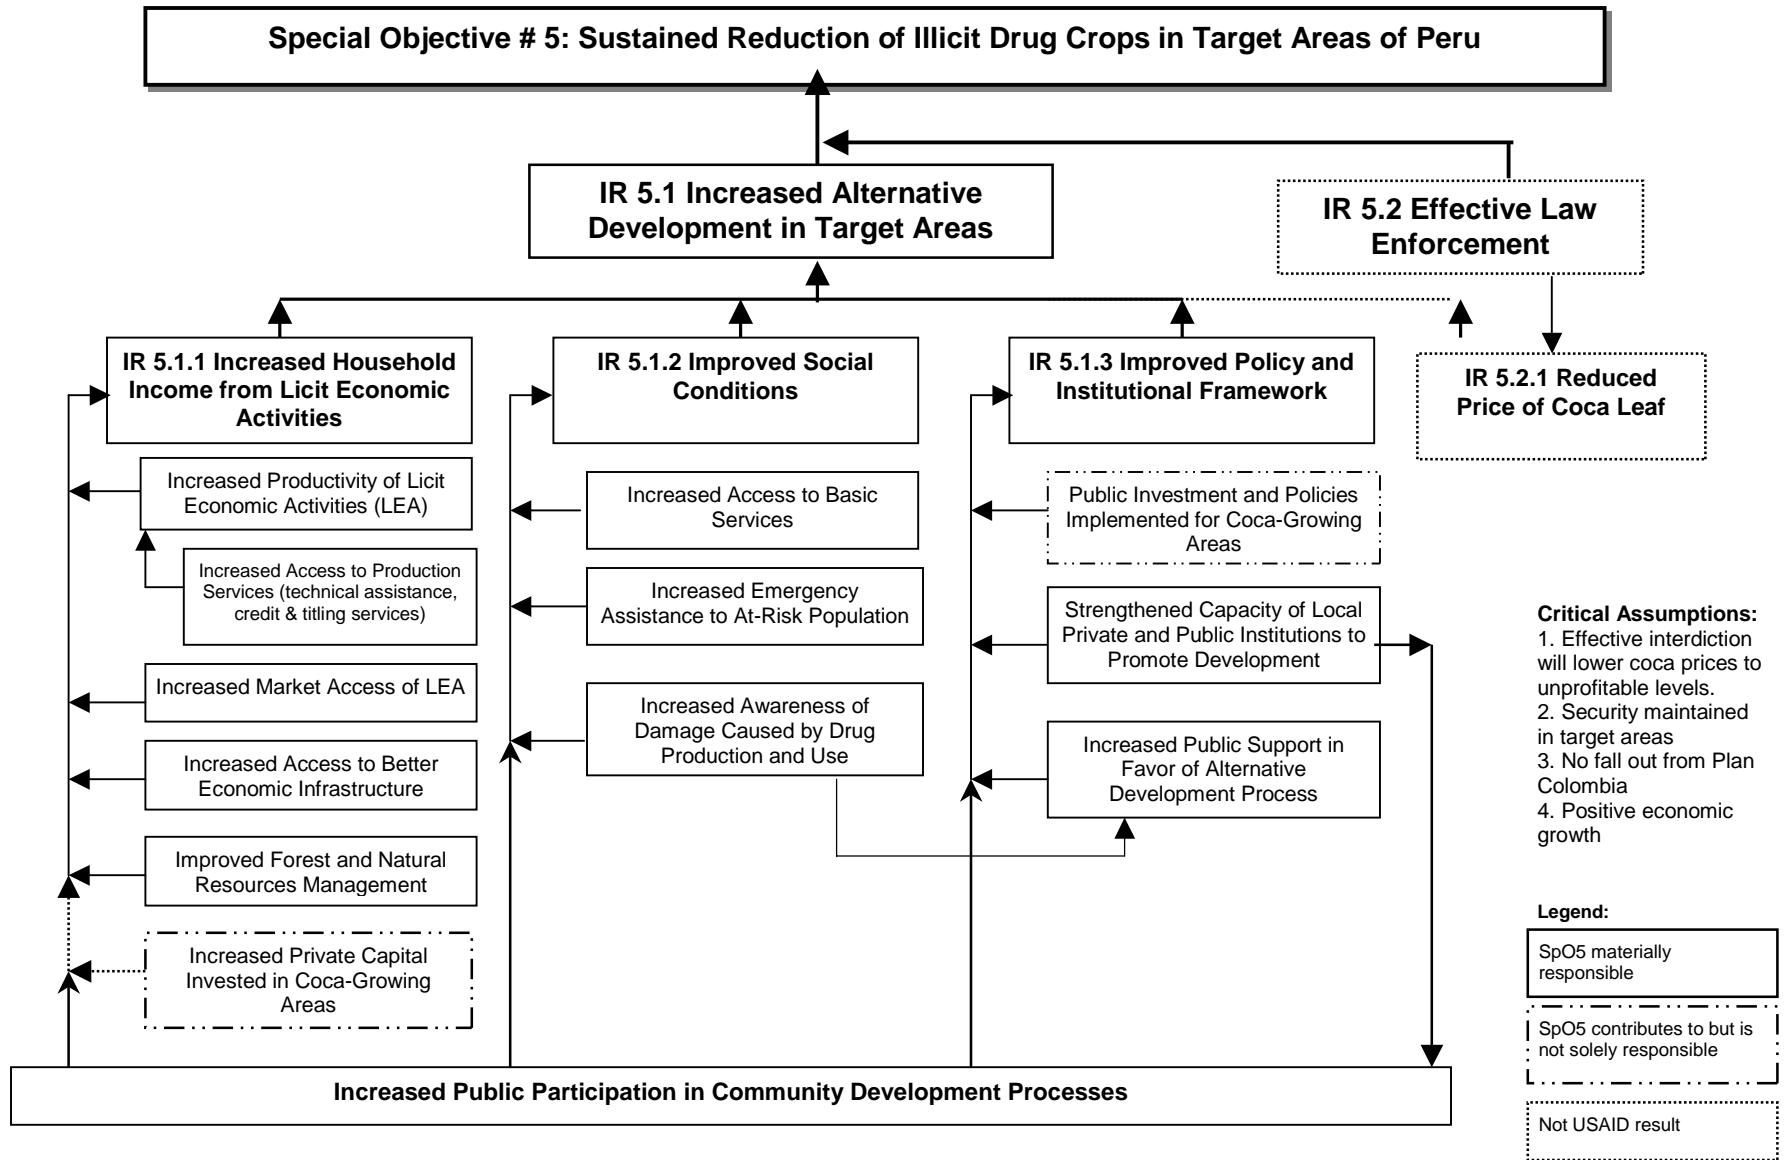 Special Objective # 5: Sustained Reduction of Illicit Drug Crops in Target Areas of Peru
IR 5.1 Increased Alternative
Development in Target Areas
IR 5.2 Effective Law
Enforcement
IR 5.1.1 Increased Household
Income from Licit Economic
Activities
IR 5.1.2 Improved Social
Conditions
IR 5.1.3 Improved Policy and
Institutional Framework
IR 5.2.1 Reduced
Price of Coca Leaf
Increased Productivity of Licit
Economic Activities (LEA)
Increased Access to Production
Services (technical assistance,
credit & titling services)
Increased Market Access of LEA
Increased Access to Better
Economic Infrastructure
Improved Forest and Natural
Resources Management
Increased Private Capital
Invested in Coca-Growing
Areas
Increased Access to Basic
Services
Increased Emergency
Assistance to At-Risk Population
Increased Awareness of
Damage Caused by Drug
Production and Use
Public Investment and Policies
Implemented for Coca-Growing
Areas
Strengthened Capacity of Local
Private and Public Institutions to
Promote Development
Increased Public Support in
Favor of Alternative
Development Process
Critical Assumptions:
1. Effective interdiction
will lower coca prices to
unprofitable levels.
2. Security maintained
in target areas
3. No fall out from Plan
Colombia
4. Positive economic
growth
Legend:
SpO5 materially
responsible
SpO5 contributes to but is
not solely responsible
Not USAID result
Increased Public Participation in Community Development Processes